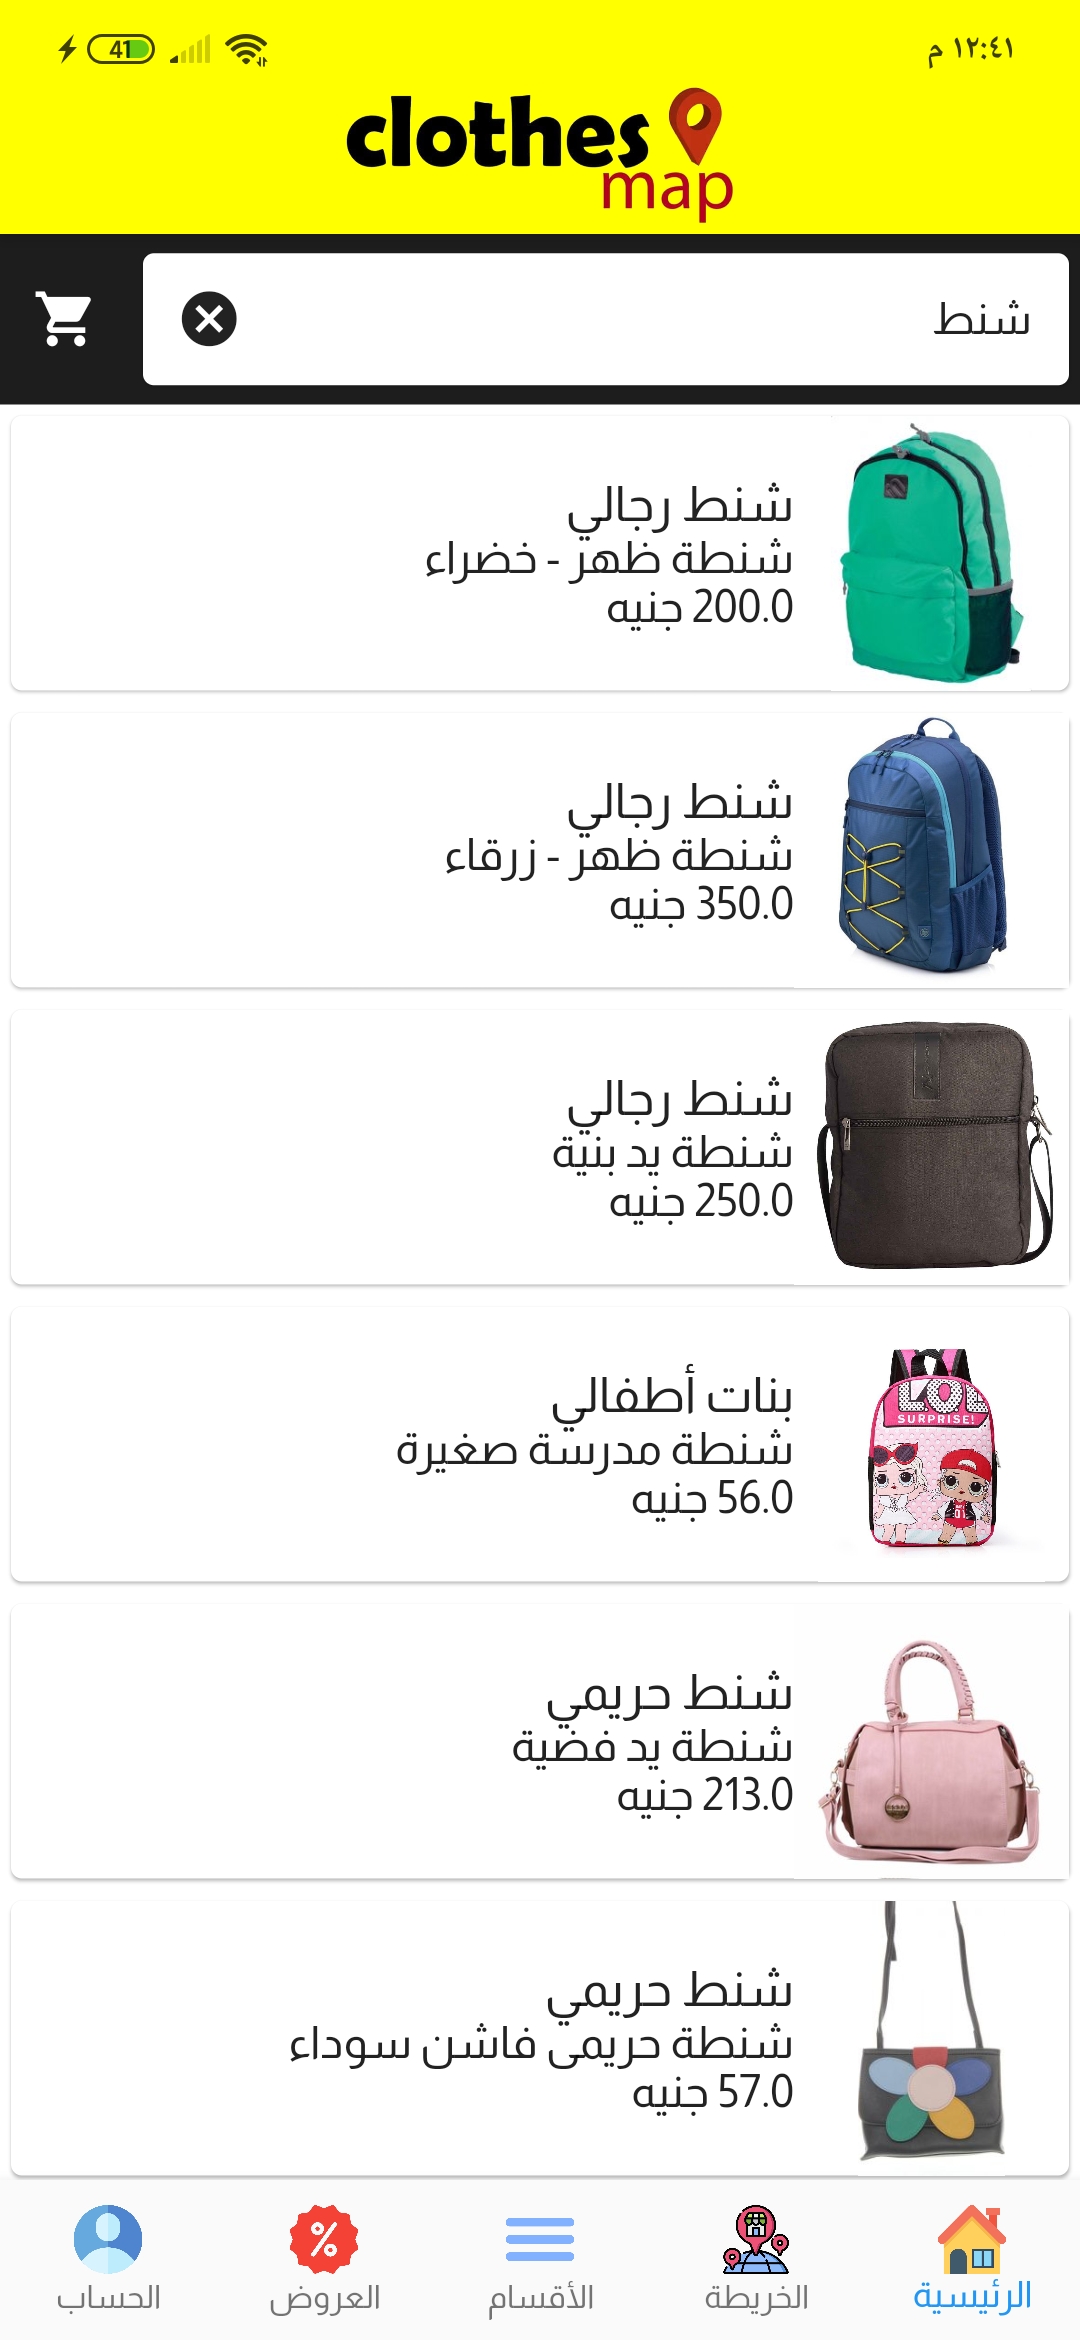 ١٢:٤١ م
41
clothes
map
شنط
شنط رجالي
شنطة ظهر - خضراء
200.0 جنيه
شنط رجالي
شنطة ظهر - زرقاء
350.0 جنيه
شنط رجالي
شنطة يد بنية
250.0 جنيه
بنات أطفالي
شنطة مدرسة صغيرة
56.0 جنيه
L.O.L
SURPRISE!
شنط حريمي
شنطة يد فضية
213.0 جنيه
شنط حريمي
شنطة حريمى فاشن سوداء
57.0 جنيه
الرئيسية
الخريطة
الأقسام
العروض
الحساب